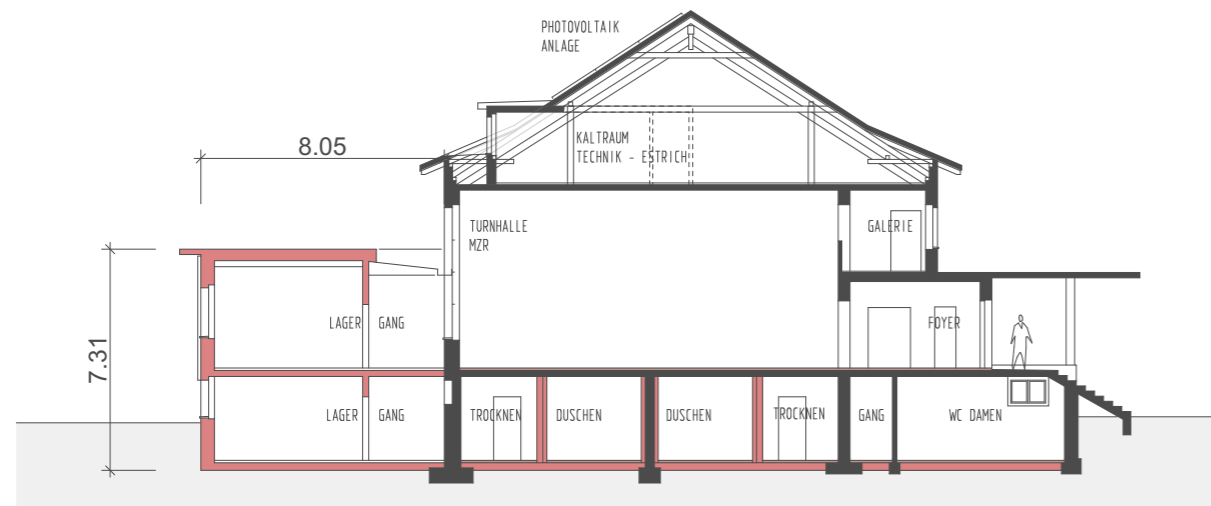 PHOTOVOLTAIK
ANLAGE
8.05
KALTRAUM
TECHNIK - ESTRICH
TURNHALLE
MZR
GALERIE
7.31
LAGER
GANG
FOYER
LAGER
GANG
TROCKNEN
DUSCHEN
DUSCHEN
TROCKNEN
GANG
WC DAMEN